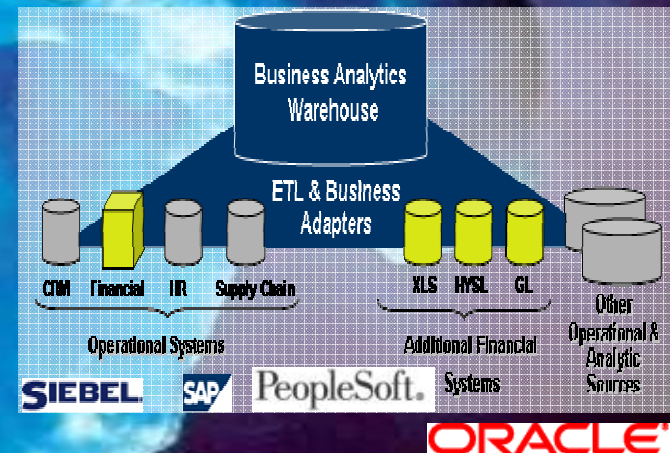 Business Analytics
Warehouse
ETL & Business
Adapters
CRM Financial HR Supply Chain
XLS HYSL GL
Operational Systems
Additional Financial
Systems
Other
Operational &
Analytic
Sources
SIEBEL.
SAP
PeopleSoft.
ORACLE